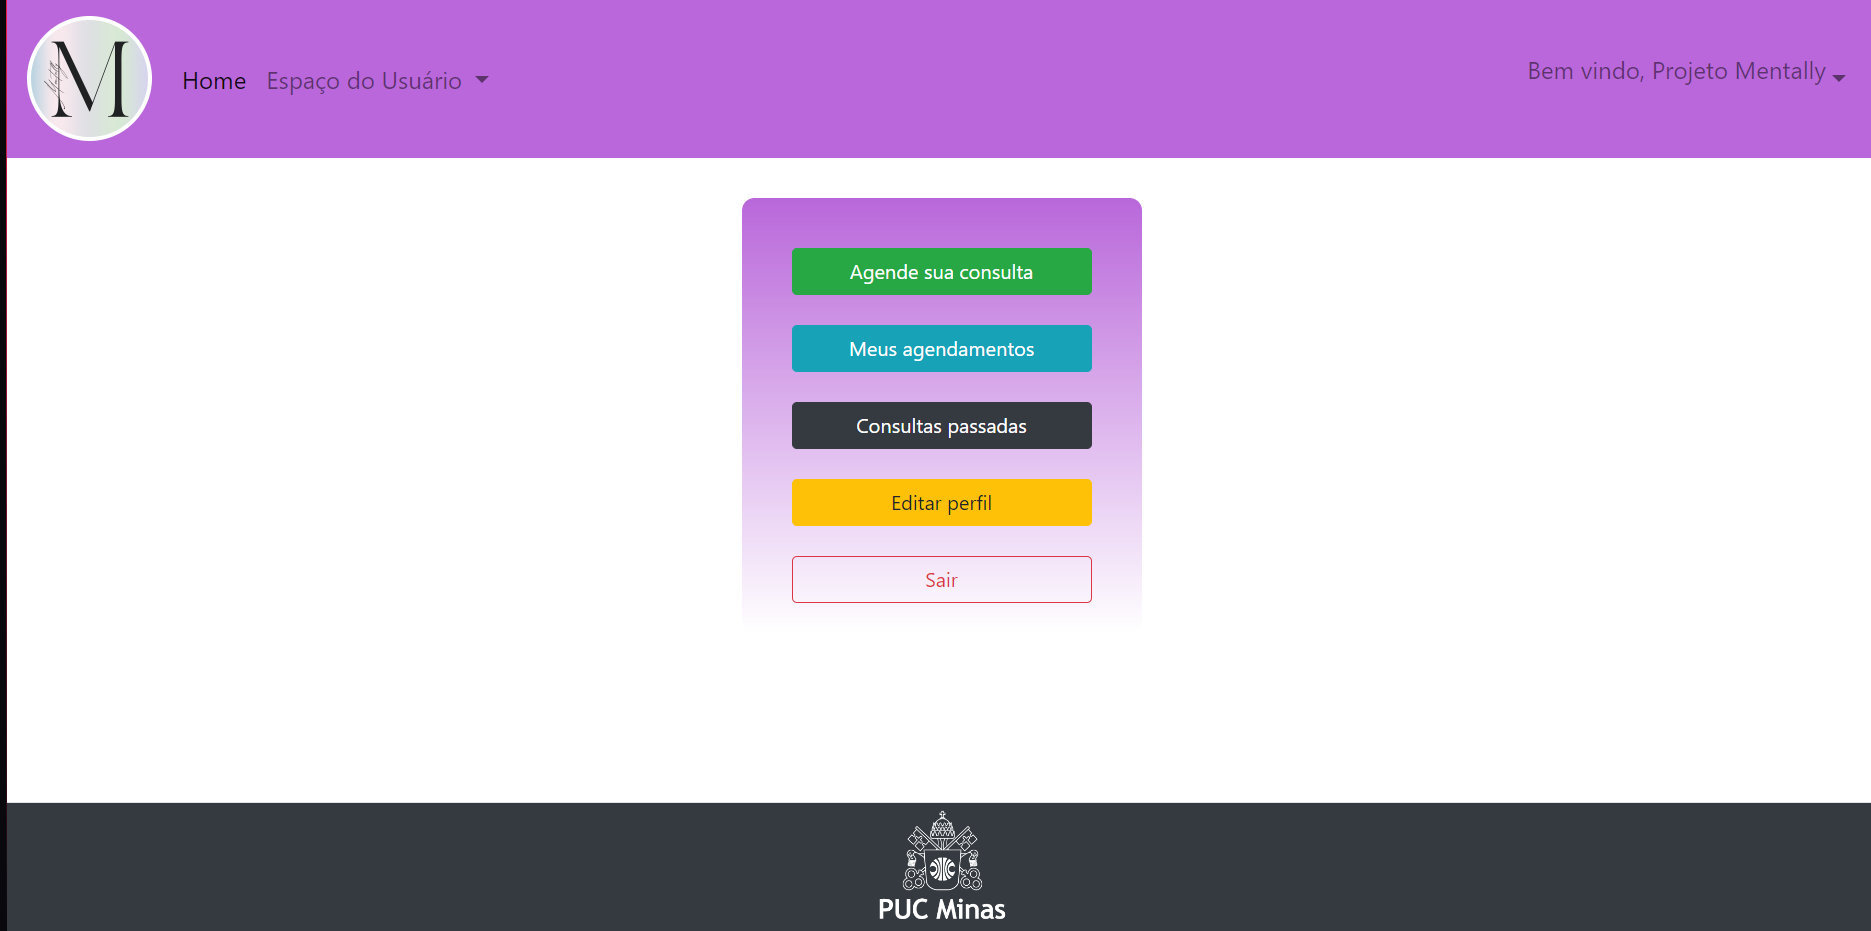 M
Home
Espaço do Usuário
Bem vindo, Projeto Mentally
Agende sua consulta
Meus agendamentos
Consultas passadas
Editar perfil
Sair
PUC Minas